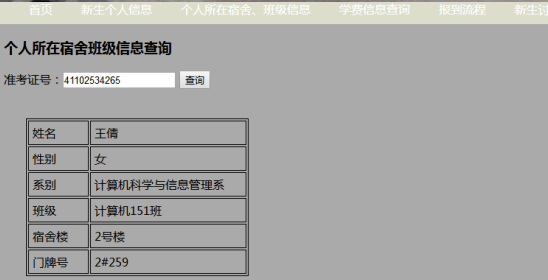 首页 新生个人信息 个人所在宿舍、班级信息 学费信息查询 报到流程 新生讨
个人所在宿舍班级信息查询
准考证号：41102534265 查询
姓名 王倩
性别 女
系别 计算机科学与信息管理系
班级 计算机151班
宿舍楼 2号楼
门牌号 2#259